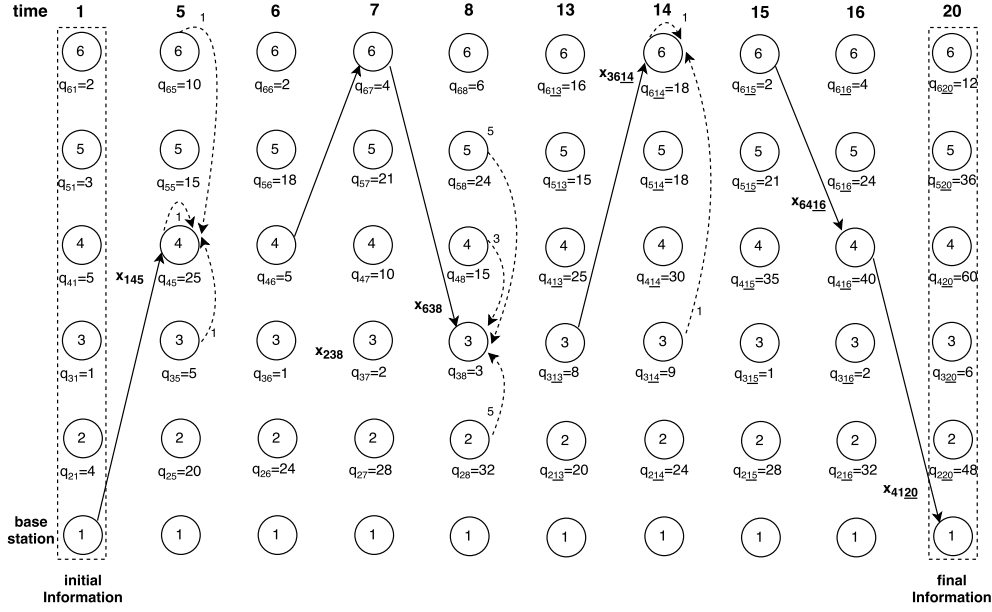 time 1 5 6 7 8 13 14 15 16 20
1 1
6 6 6 6 6 6 6 6 6 6
x3614
q61=2 q65=10 q66=2 q67=4 q68=6 q613=16 q614=18 q615=2 q616=4 q620=12
5
5 5 5 5 5 5 5 5 5 5
q51=3 q55=15 q56=18 q57=21 q58=24 q513=15 q514=18 q515=21 q516=24 q520=36
x6416
1 3
4 4 4 4 4 4 4 4 4 4
x145
q41=5 q45=25 q46=5 q47=10 q48=15 q413=25 q414=30 q415=35 q416=40 q420=60
x638
1 1
3 3 3 3 3 3 3 3 3 3
x238
q31=1 q35=5 q36=1 q37=2 q38=3 q313=8 q314=9 q315=1 q316=2 q320=6
5
2 2 2 2 2 2 2 2 2 2
q21=4 q25=20 q26=24 q27=28 q28=32 q213=20 q214=24 q215=28 q216=32 q220=48
x4120
base
station
1 1 1 1 1 1 1 1 1 1
initial final
Information Information